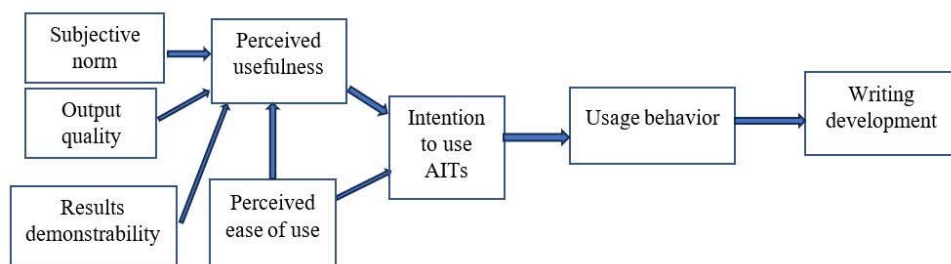 Subjective
norm
Perceived
usefulness
Output
quality
Results
demonstrability
Perceived
ease of use
Intention
to use
AITs
Usage behavior
Writing
development